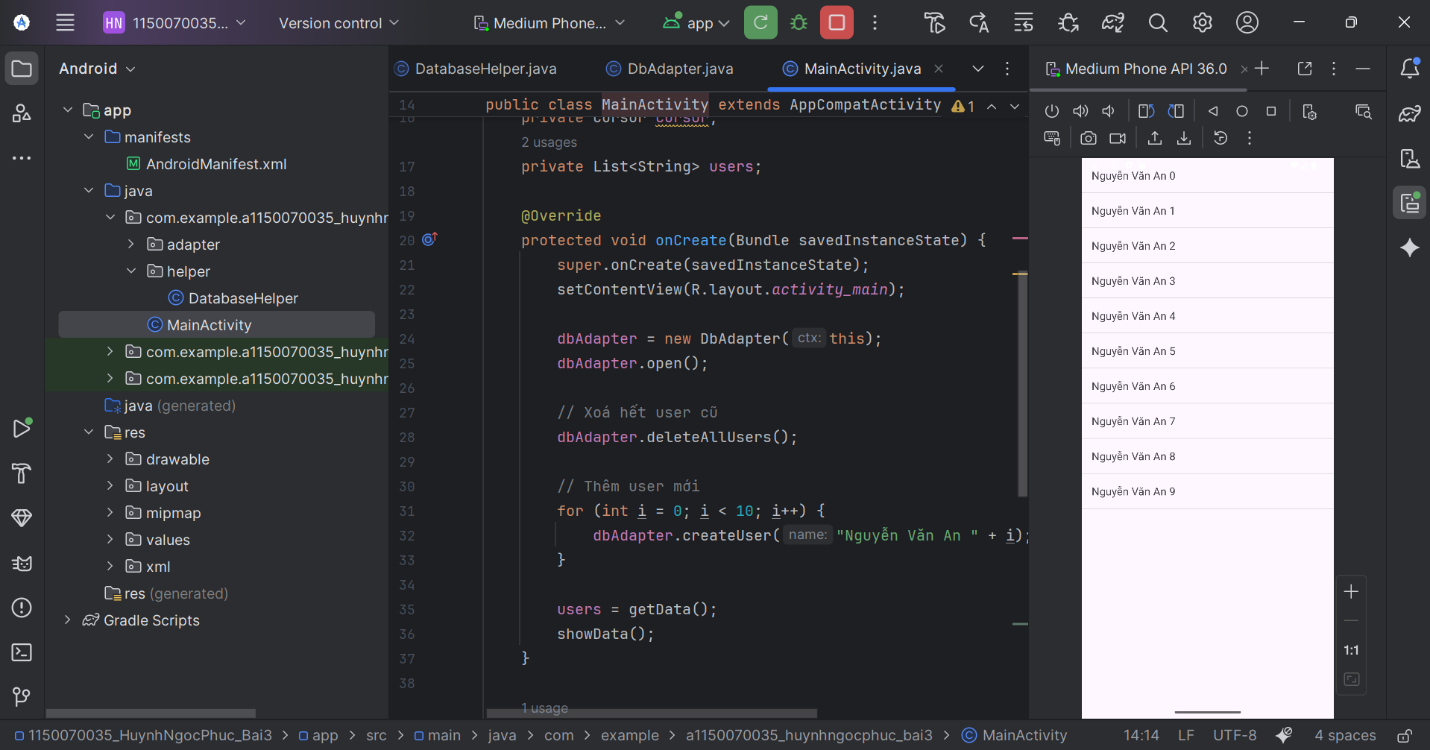 HN 1150070035... Version control Medium Phone... app
Android
app
manifests
AndroidManifest.xml
java
com.example.a1150070035_huynhr
adapter
helper
DatabaseHelper
MainActivity
com.example.a1150070035_huynhr
com.example.a1150070035_huynhr
java (generated)
res
drawable
layout
mipmap
values
xml
res (generated)
Gradle Scripts
DatabaseHelper.java DbAdapter.java MainActivity.java
14 public class MainActivity extends AppCompatActivity 1
16 private Cursor cursor;
2 usages
17 private List<String> users;
18
19 @Override
20 protected void onCreate(Bundle savedInstanceState) {
21 super.onCreate(savedInstanceState);
22 setContentView(R.layout.activity_main);
23
24 dbAdapter = new DbAdapter( ctx: this);
25 dbAdapter.open();
26
27 // Xoá hết user cũ
28 dbAdapter.deleteAllUsers();
29
30 // Thêm user mới
31 for (int i = 0; i < 10; i++) {
32 dbAdapter.createUser( name: "Nguyễn Văn An " + i);
33 }
34
35 users = getData();
36 showData();
37 }
38
1 usage
Medium Phone API 36.0
Nguyễn Văn An 0
Nguyễn Văn An 1
Nguyễn Văn An 2
Nguyễn Văn An 3
Nguyễn Văn An 4
Nguyễn Văn An 5
Nguyễn Văn An 6
Nguyễn Văn An 7
Nguyễn Văn An 8
Nguyễn Văn An 9
1:1
1150070035_HuynhNgocPhuc_Bai3 > app > src > main > java > com > example > a1150070035_huynhngocphuc_bai3 > MainActivity 14:14 LF UTF-8 4 spaces